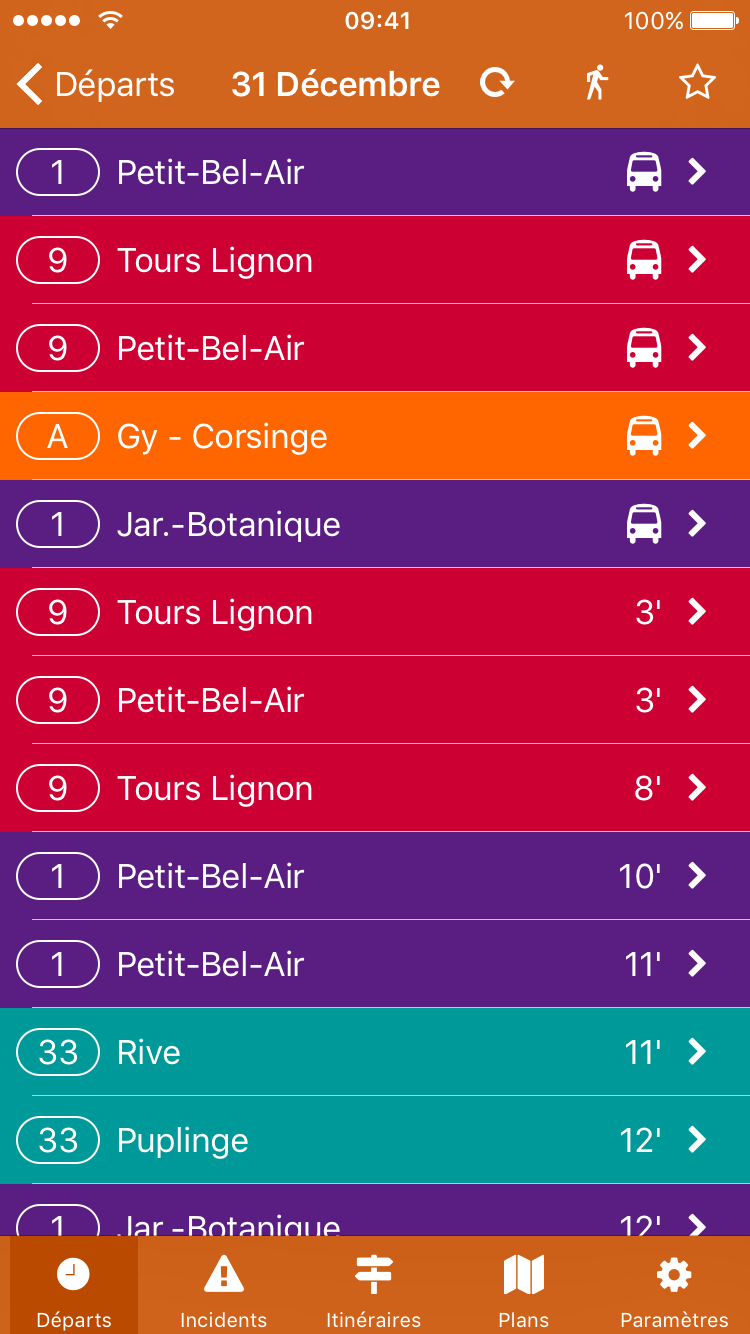 09:41 100%
Départs 31 Décembre
1 Petit-Bel-Air
9 Tours Lignon
9 Petit-Bel-Air
A Gy - Corsinge
1 Jar.-Botanique
9 Tours Lignon 3'
9 Petit-Bel-Air 3'
9 Tours Lignon 8'
1 Petit-Bel-Air 10'
1 Petit-Bel-Air 11'
33 Rive 11'
33 Puplinge 12'
1 Jar.-Botanique 12'
Départs Incidents Itinéraires Plans Paramètres